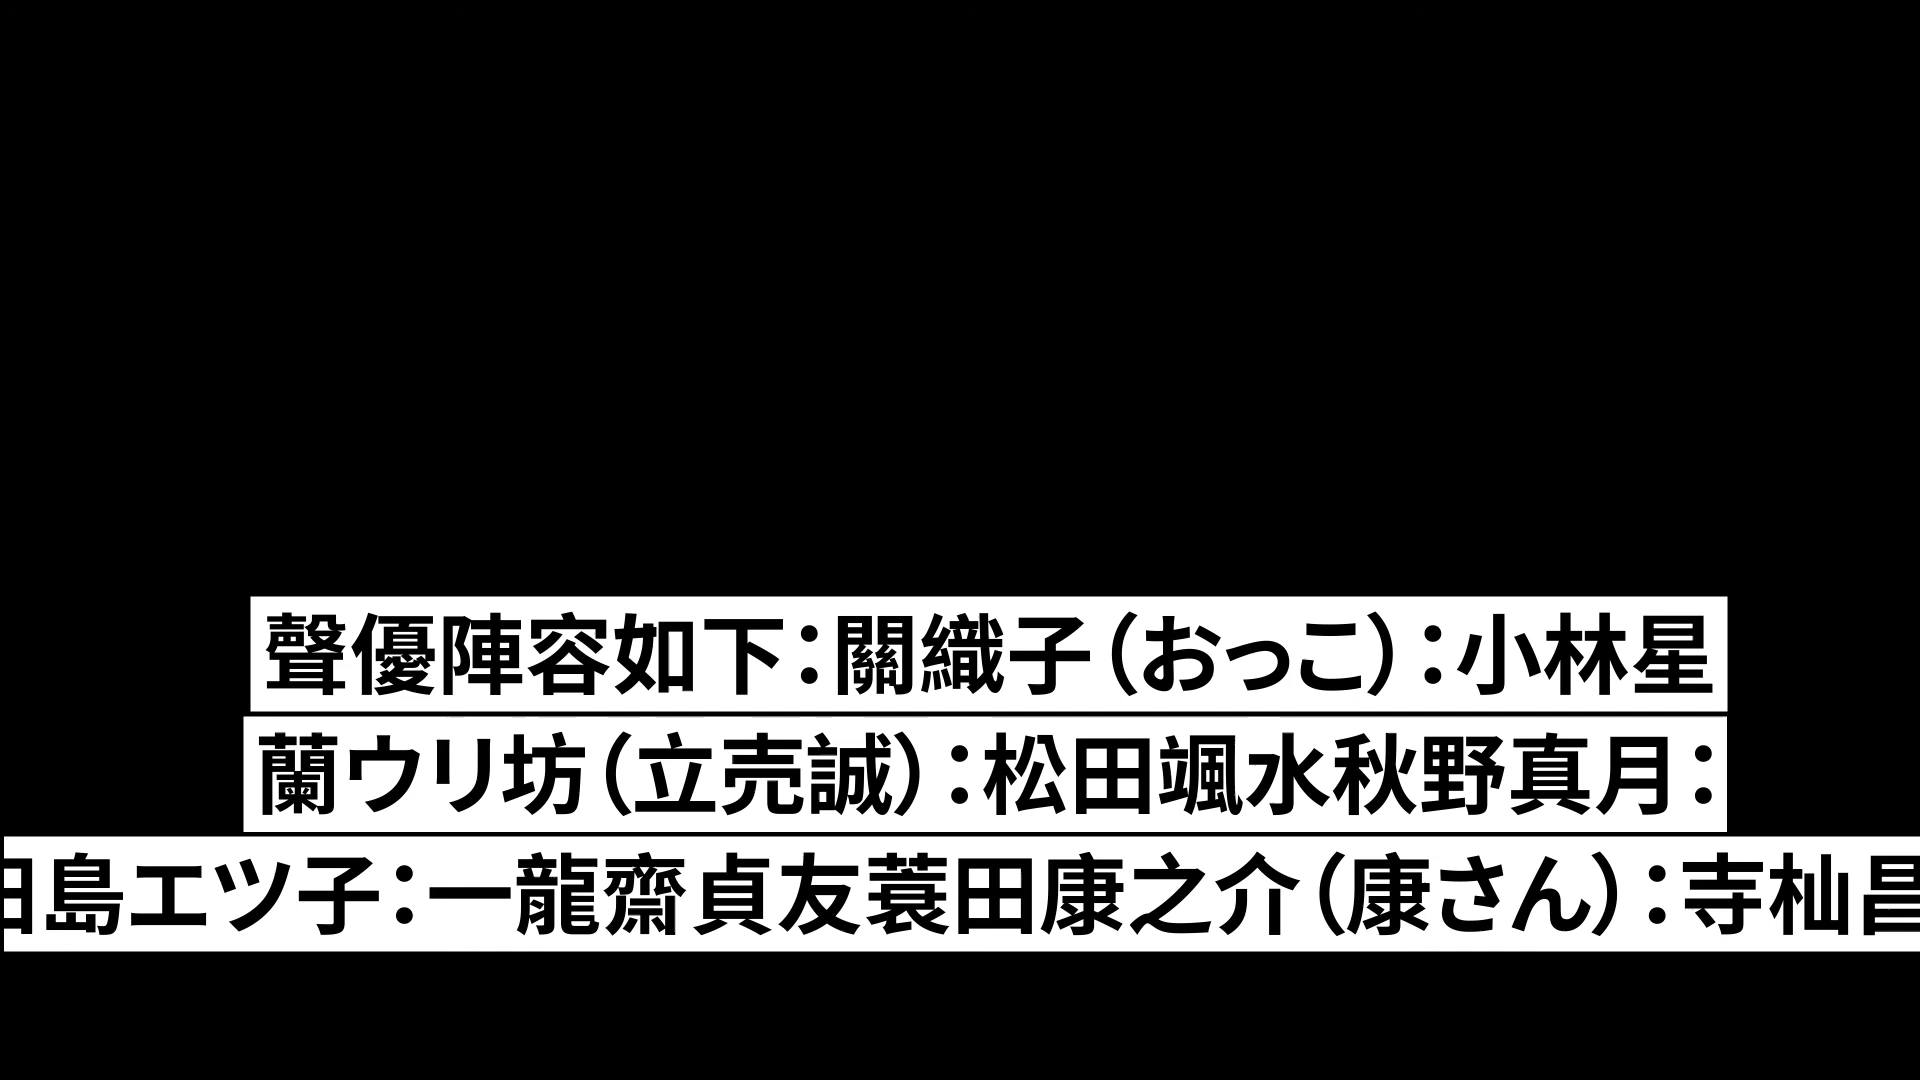 聲優陣容如下：關織子（おっこ）：小林星
蘭ウリ坊（立売誠）：松田颯水秋野真月：
田島エツ子：一龍齋貞友蓑田康之介（康さん）：寺杣昌